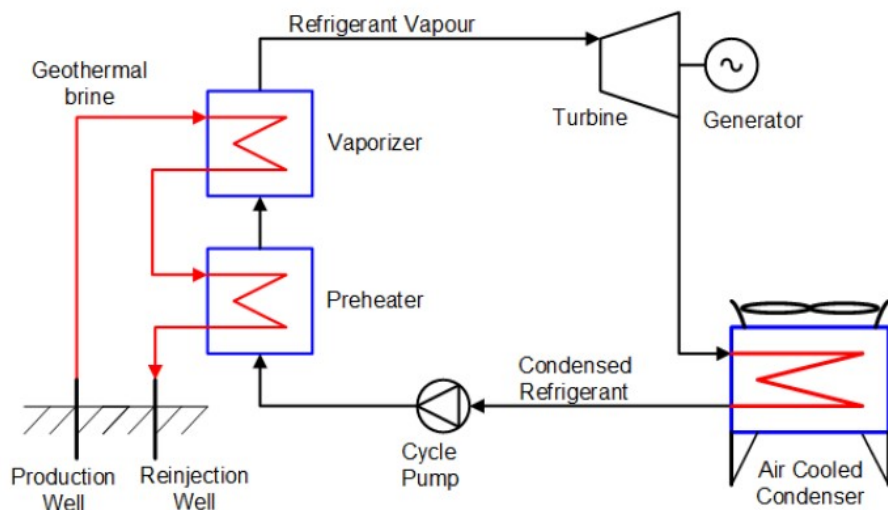 Refrigerant Vapour
Geothermal
brine
Turbine
Generator
Vaporizer
Preheater
Condensed
Refrigerant
Cycle
Pump
Production
Well
Reinjection
Well
Air Cooled
Condenser